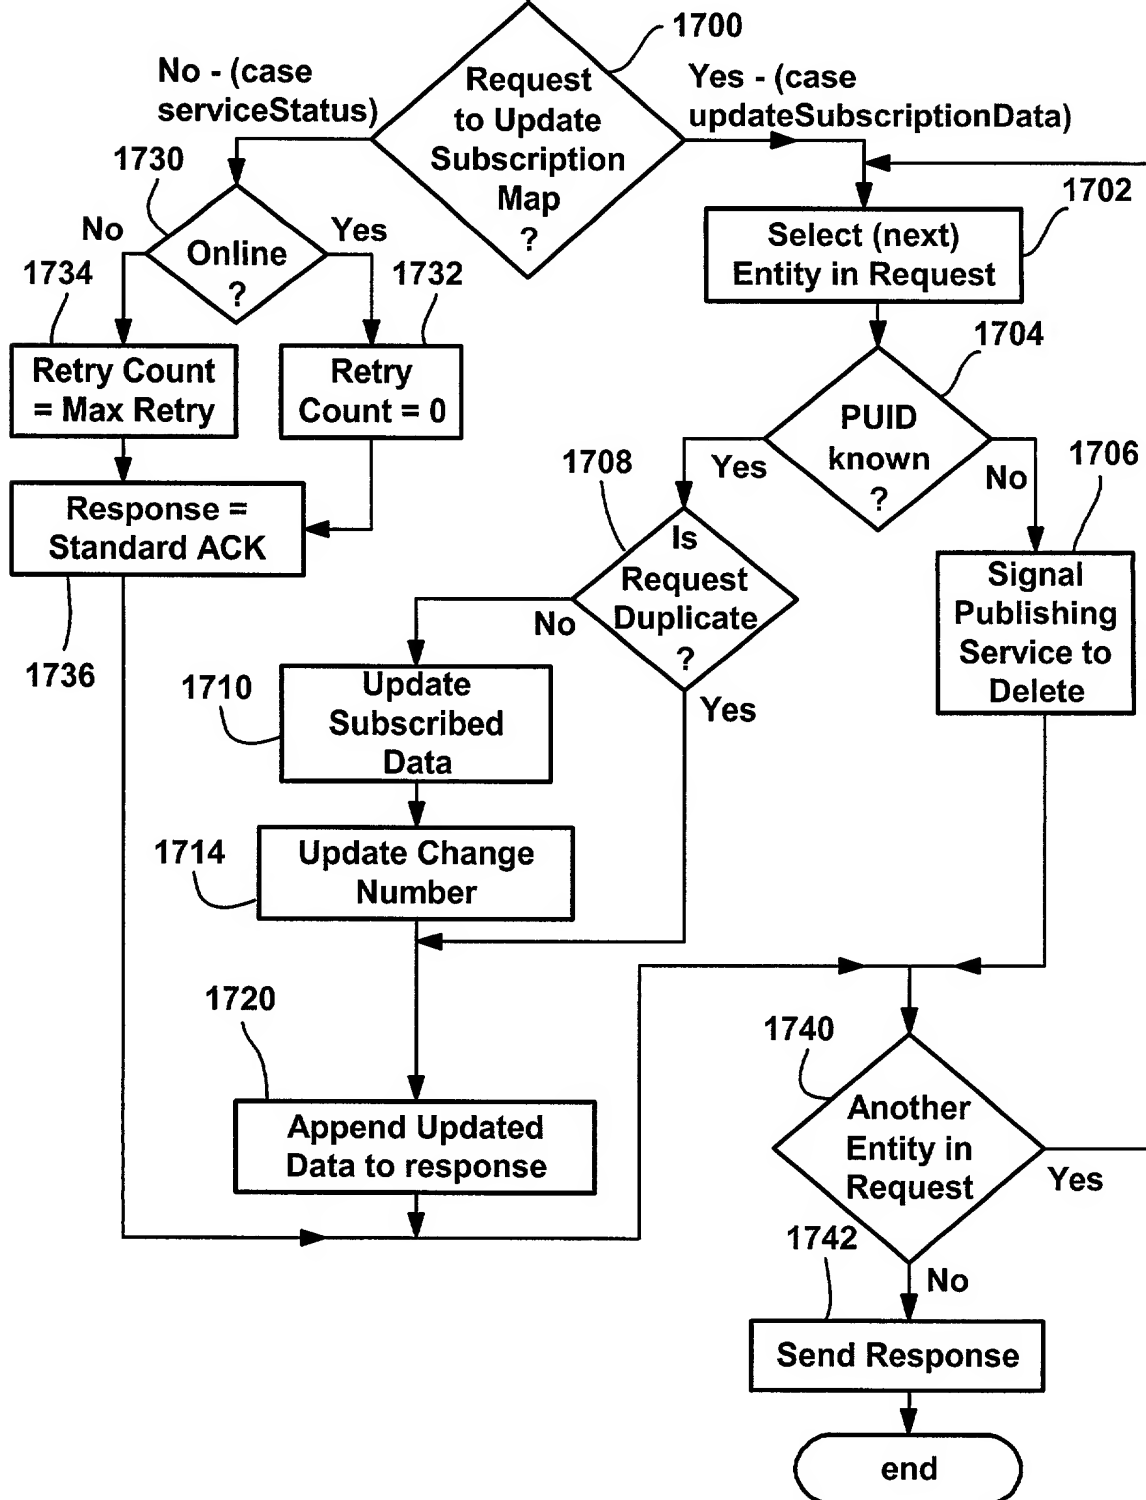 1700
Request
to Update
Subscription
Map
?
No - (case
serviceStatus)
Yes - (case
updateSubscriptionData)
1730
Online
?
No
Yes
1734
1732
Retry Count
= Max Retry
Retry
Count = 0
Response =
Standard ACK
1736
1702
Select (next)
Entity in Request
1704
PUID
known
?
Yes
No
1706
Signal
Publishing
Service to
Delete
1708
Is
Request
Duplicate
?
No
Yes
1710
Update
Subscribed
Data
1714
Update Change
Number
1720
Append Updated
Data to response
1740
Another
Entity in
Request
Yes
No
1742
Send Response
end